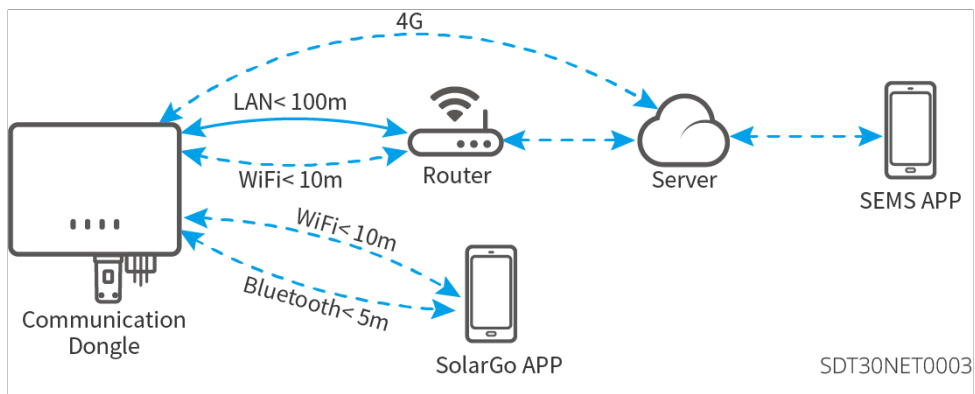 4G
LAN< 100m
WiFi< 10m
Router
Server
SEMS APP
WiFi< 10m
Bluetooth< 5m
Communication
Dongle
SolarGo APP
SDT30NET0003